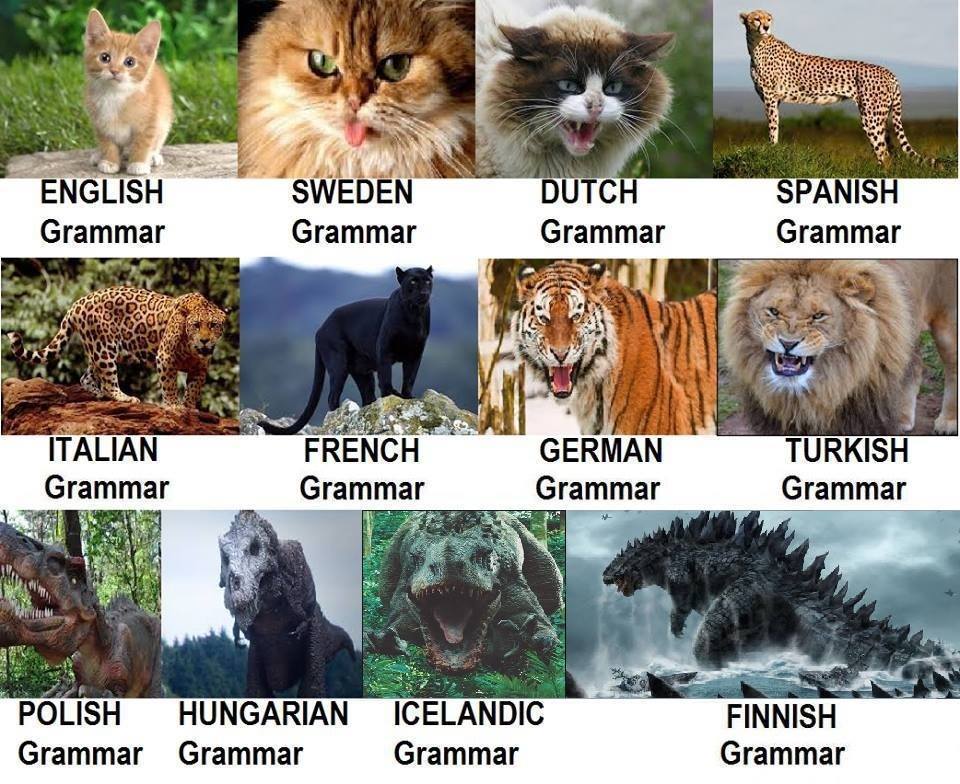 ENGLISH
Grammar
SWEDEN
Grammar
DUTCH
Grammar
SPANISH
Grammar
ITALIAN
Grammar
FRENCH
Grammar
GERMAN
Grammar
TURKISH
Grammar
POLISH
Grammar
HUNGARIAN
Grammar
ICELANDIC
Grammar
FINNISH
Grammar